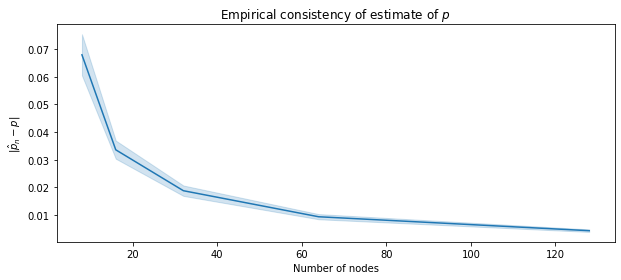 Empirical consistency of estimate of p
|p̂ₙ − p|
0.07
0.06
0.05
0.04
0.03
0.02
0.01
20 40 60 80 100 120
Number of nodes